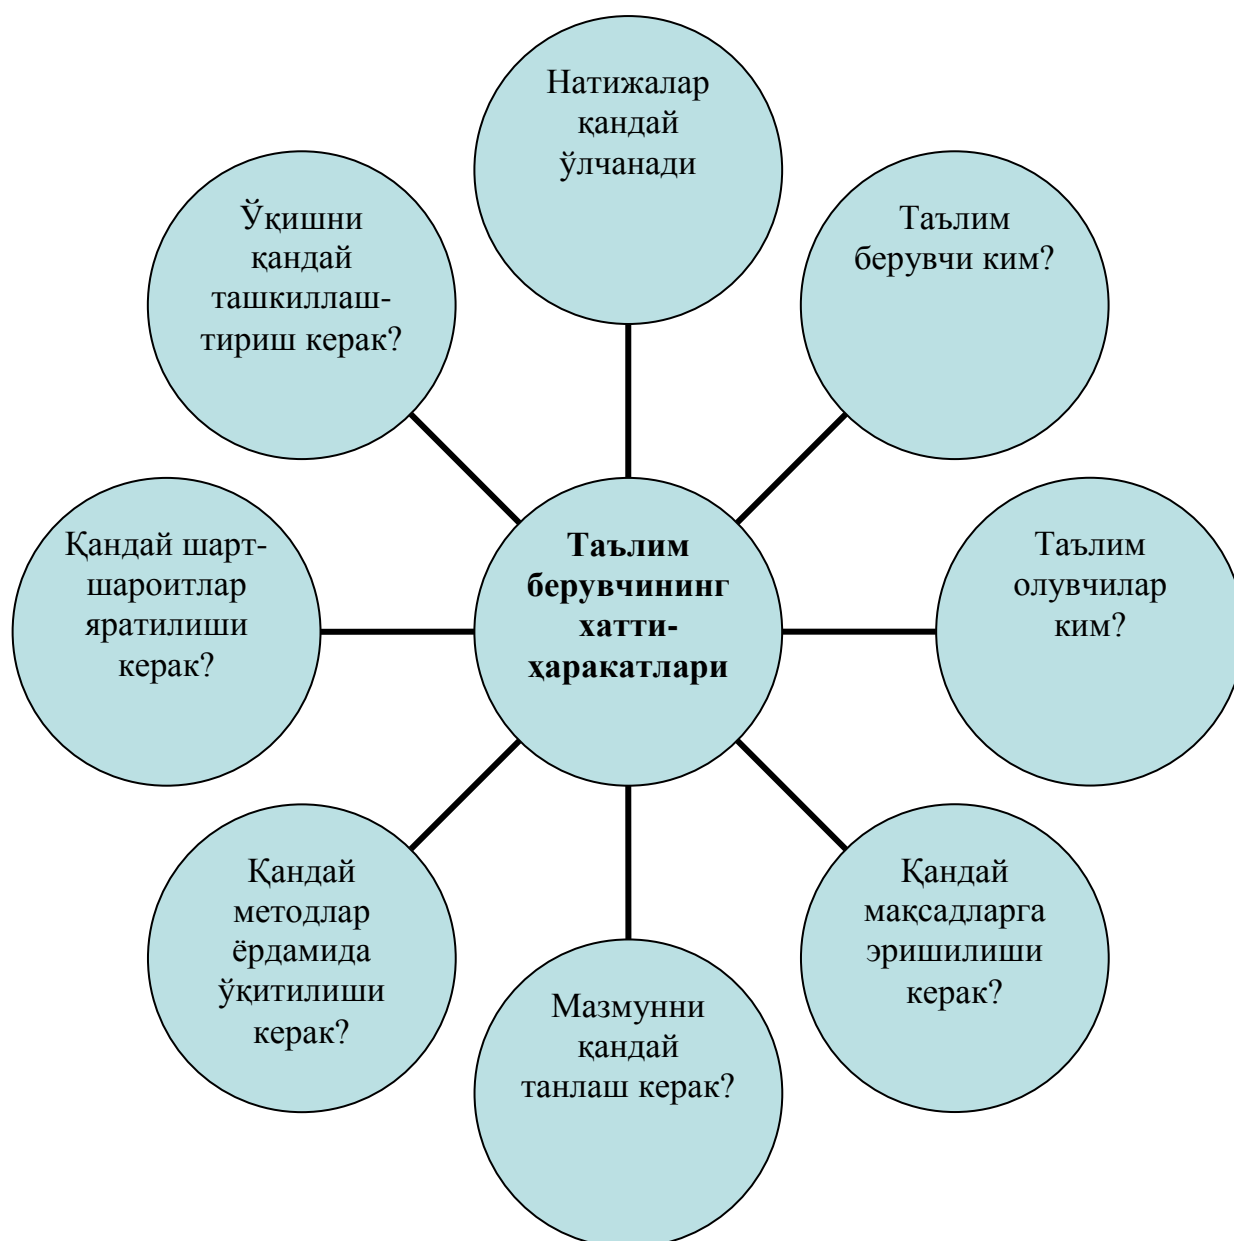 Натижалар
қандай
ўлчанади
Таълим
берувчи ким?
Таълим
олувчилар
ким?
Қандай
мақсадларга
эришилиши
керак?
Мазмунни
қандай
танлаш керак?
Қандай
методлар
ёрдамида
ўқитилиши
керак?
Қандай шарт-
шароитлар
яратилиши
керак?
Ўқишни
қандай
ташкиллаш-
тириш керак?
Таълим
берувчининг
хатти-
ҳаракатлари